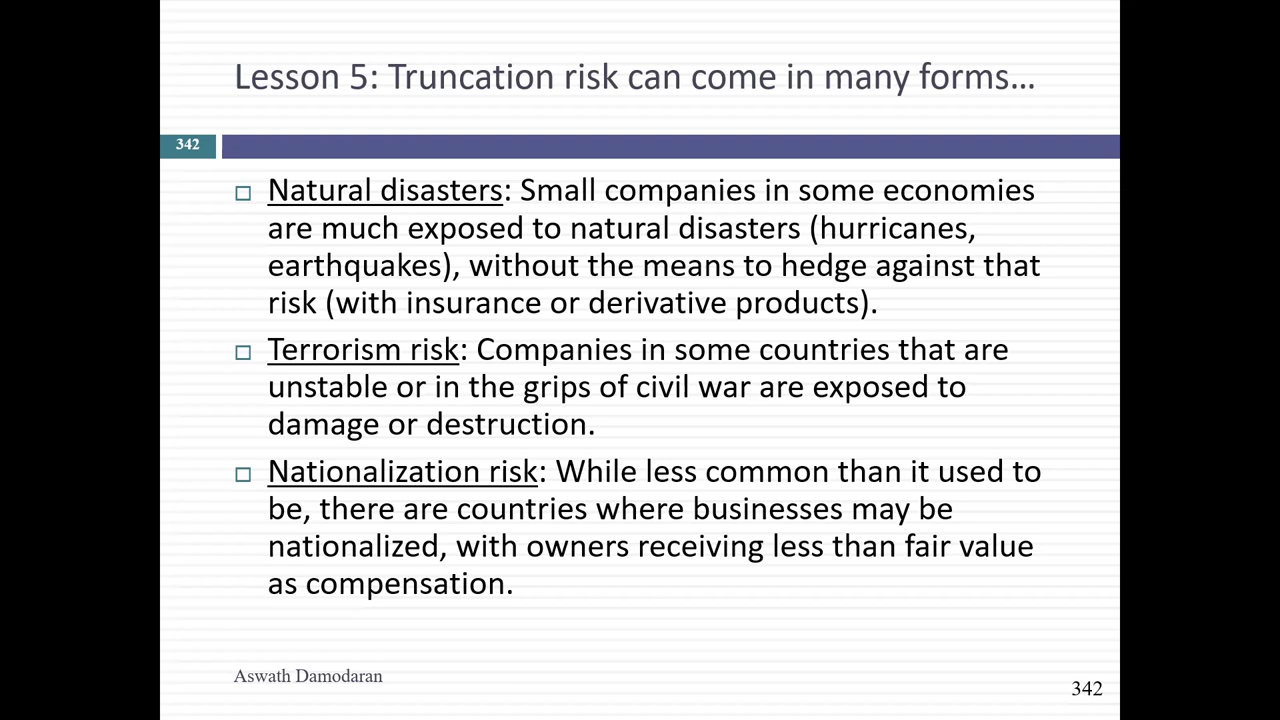 Lesson 5: Truncation risk can come in many forms…
342
Natural disasters: Small companies in some economies
are much exposed to natural disasters (hurricanes,
earthquakes), without the means to hedge against that
risk (with insurance or derivative products).
Terrorism risk: Companies in some countries that are
unstable or in the grips of civil war are exposed to
damage or destruction.
Nationalization risk: While less common than it used to
be, there are countries where businesses may be
nationalized, with owners receiving less than fair value
as compensation.
Aswath Damodaran
342